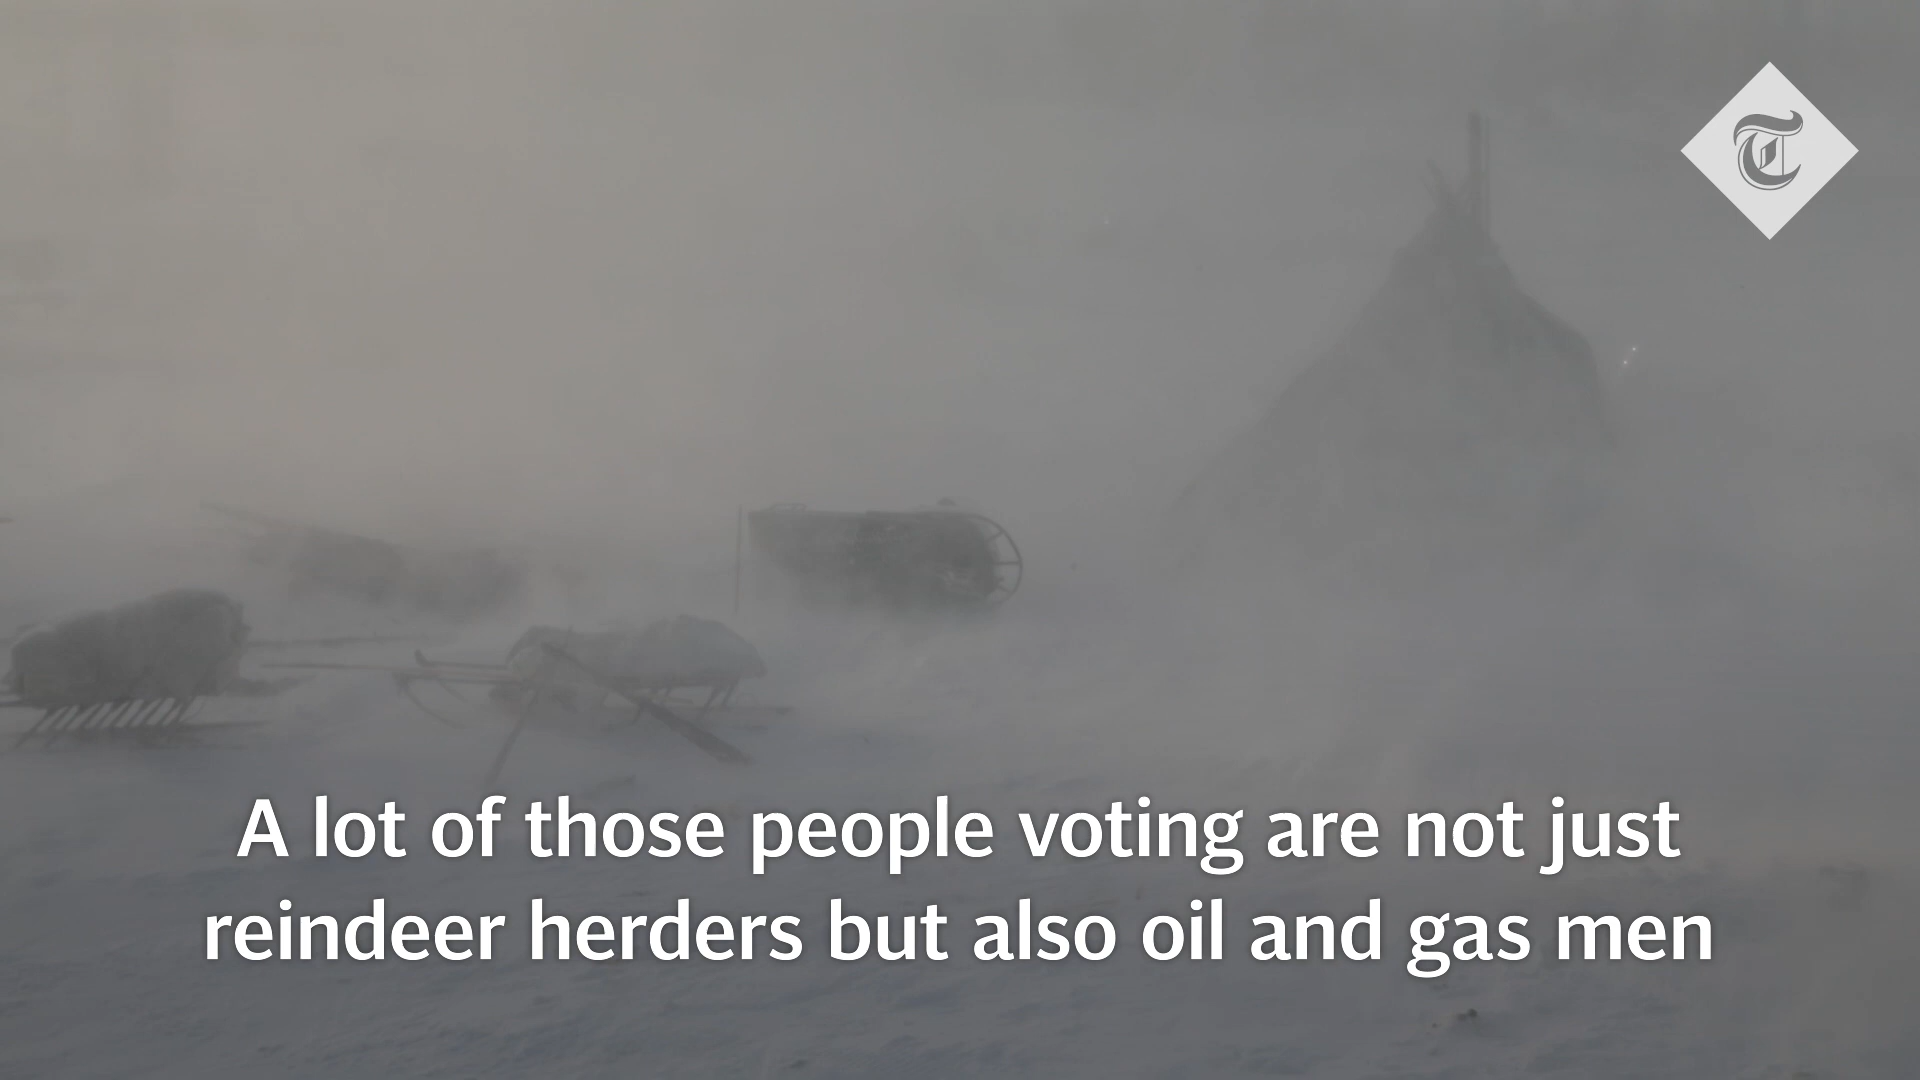 T
A lot of those people voting are not just
reindeer herders but also oil and gas men